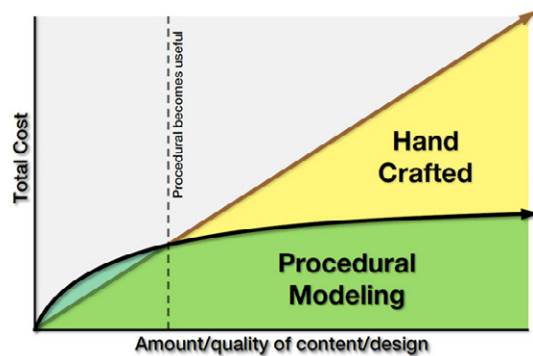 Total Cost
Procedural becomes useful
Hand
Crafted
Procedural
Modeling
Amount/quality of content/design